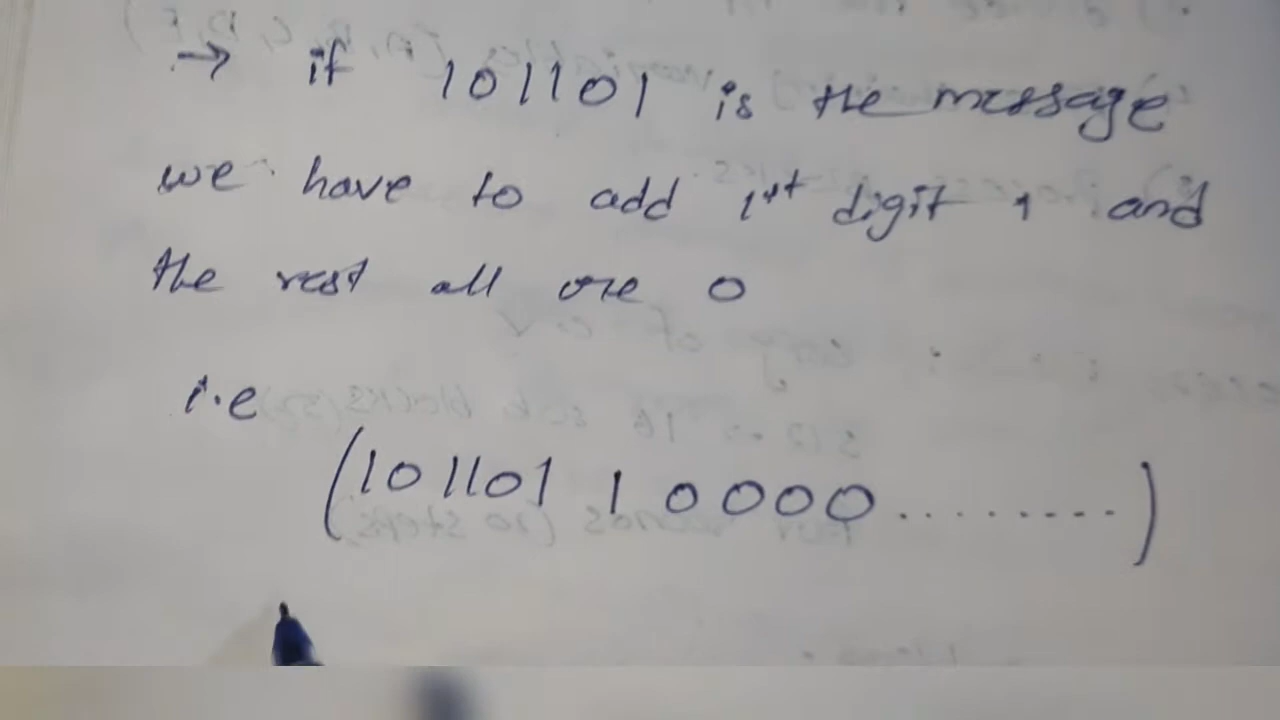 → if 101101 is the message
we have to add 1st digit 1 and
the rest all are 0
i.e
(101101 1 0000.........)